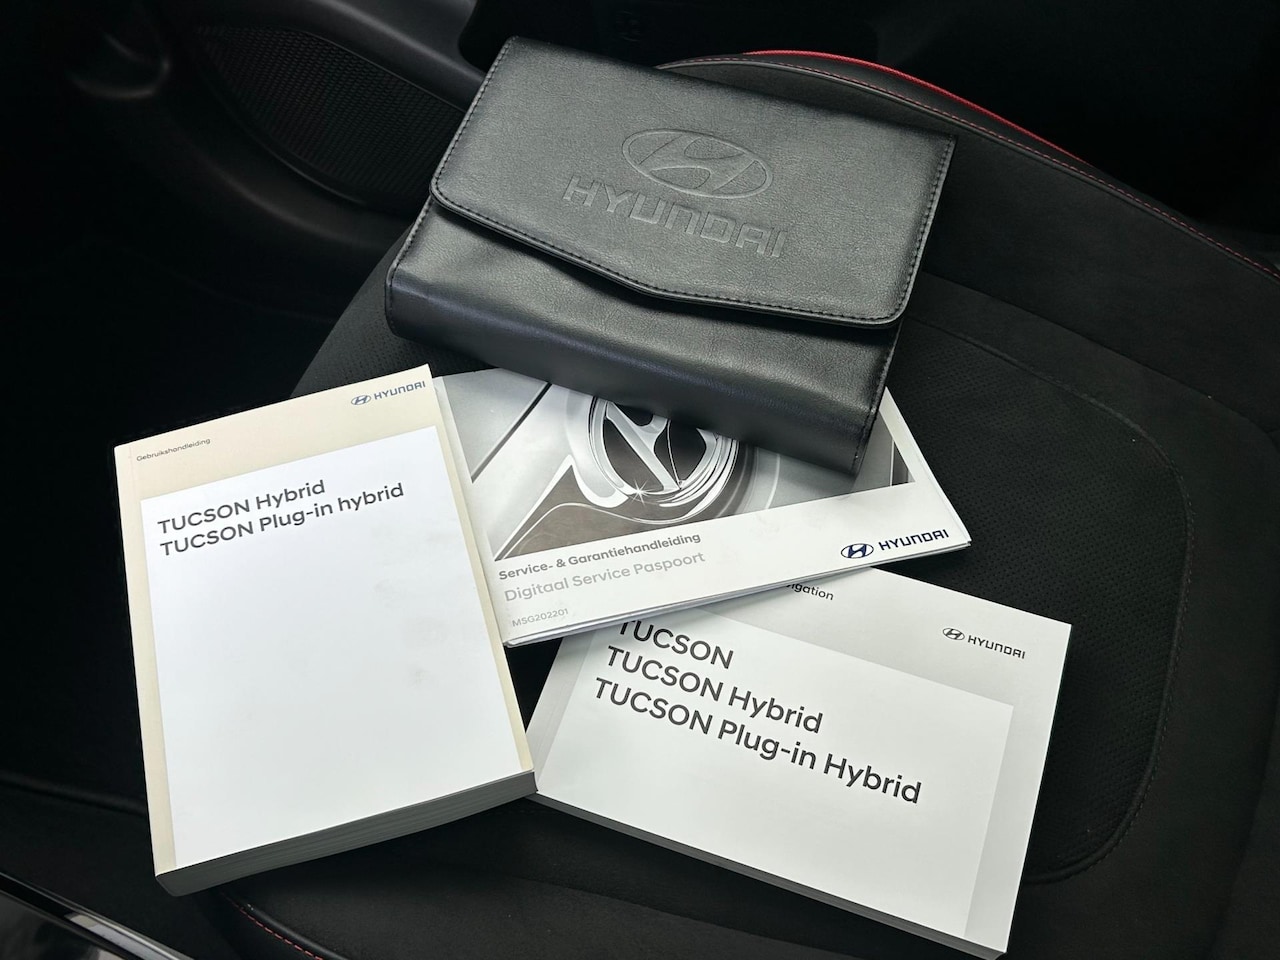 HYUNDAI
HYUNDAI
Gebruikshandleiding
TUCSON Hybrid
TUCSON Plug-in hybrid
Service- & Garantiehandleiding
Digitaal Service Paspoort
MSG202201
HYUNDAI
HYUNDAI
TUCSON
TUCSON Hybrid
TUCSON Plug-in Hybrid